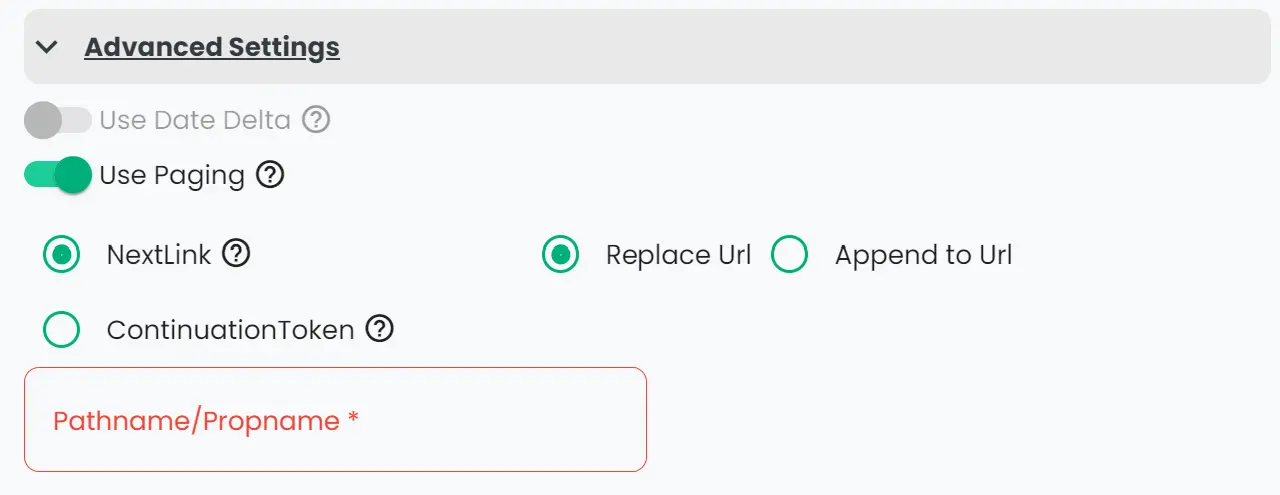 Advanced Settings
Use Date Delta ?
Use Paging ?
NextLink ? Replace Url Append to Url
ContinuationToken ?
Pathname/Propname *